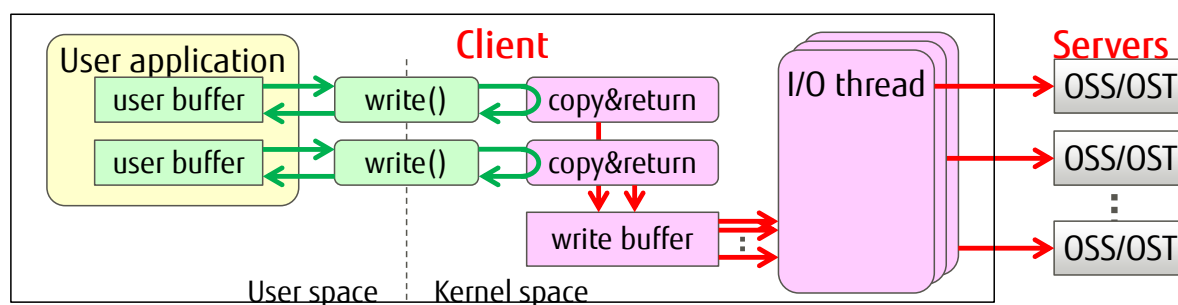 Client
Servers
User application
user buffer
write()
copy&return
I/O thread
OSS/OST
user buffer
write()
copy&return
OSS/OST
write buffer
OSS/OST
User space
Kernel space